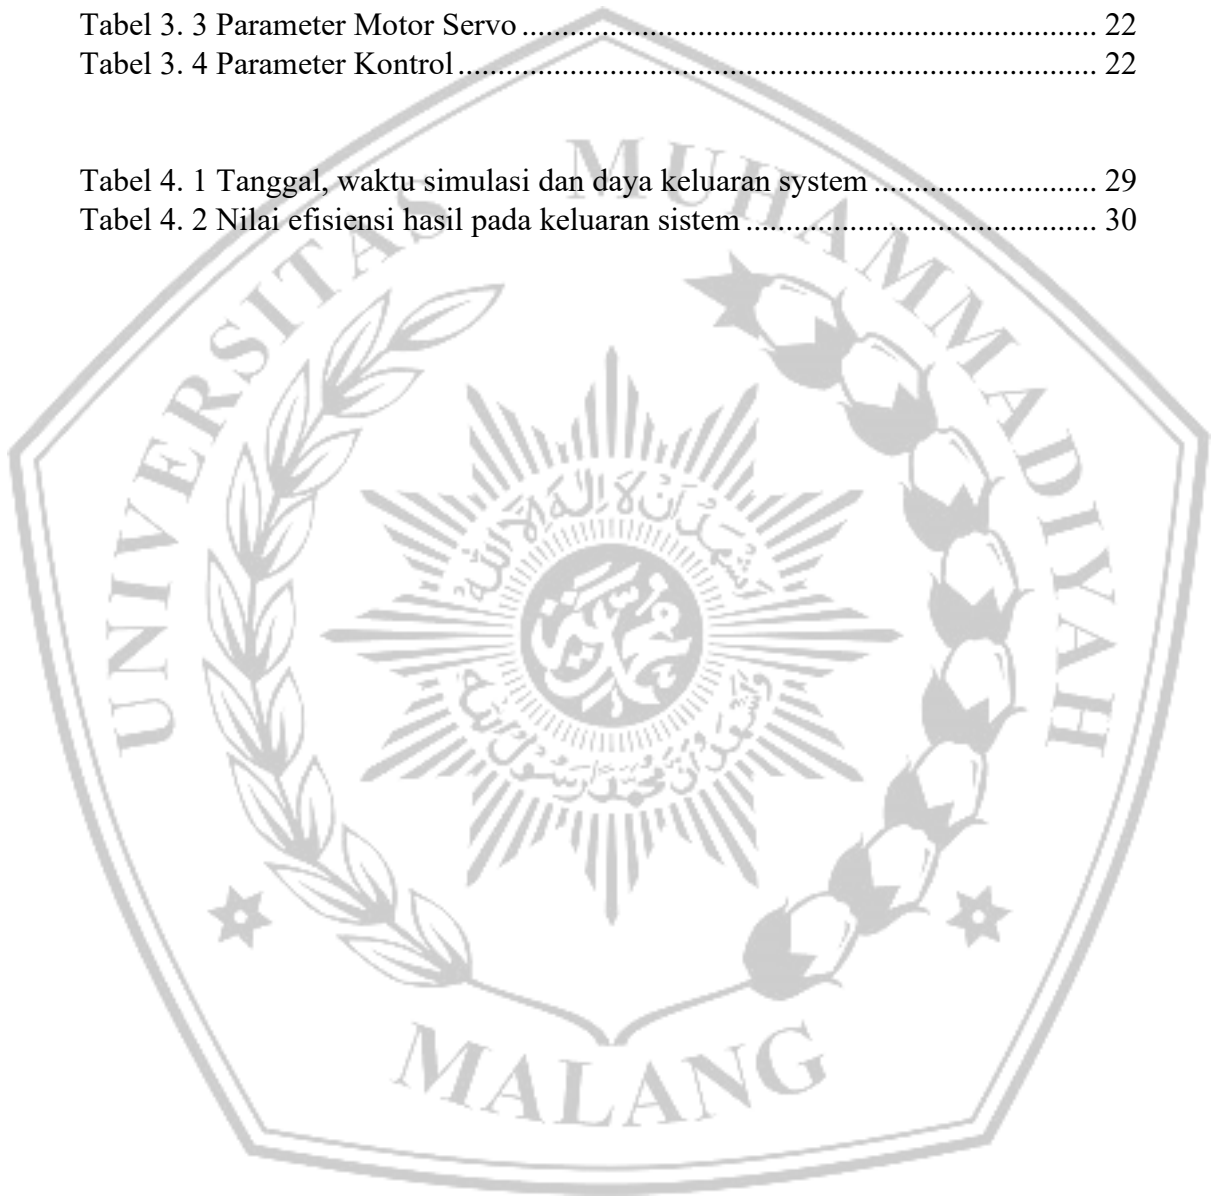 Tabel 3. 3 Parameter Motor Servo ........................................................................ 22
Tabel 3. 4 Parameter Kontrol ................................................................................ 22
Tabel 4. 1 Tanggal, waktu simulasi dan daya keluaran system ............................ 29
Tabel 4. 2 Nilai efisiensi hasil pada keluaran sistem ............................................ 30
UNIVERSITAS MUHAMMADIYAH
MALANG